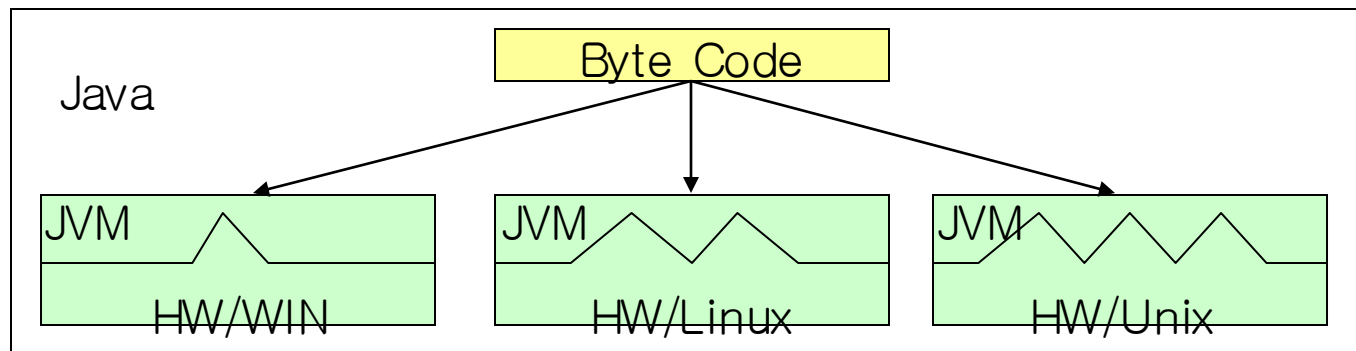 Byte Code
Java
JVM
JVM
JVM
HW/WIN
HW/Linux
HW/Unix